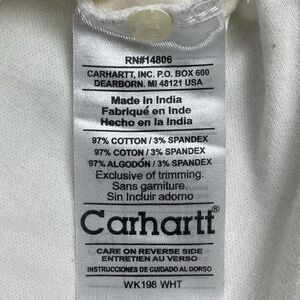 RN#14806
CARHARTT, INC. P.O. BOX 600
DEARBORN, MI 48121 USA
Made in India
Fabriqué en Inde
Hecho en la India
97% COTTON / 3% SPANDEX
97% COTON / 3% SPANDEX
97% ALGODÓN / 3% SPANDEX
Exclusive of trimming.
Sans garniture.
Sin Incluir adorno
Carhartt®
CARE ON REVERSE SIDE
ENTRETIEN AU VERSO
INSTRUCCIONES DE CUIDADO AL DORSO
WK198 WHT